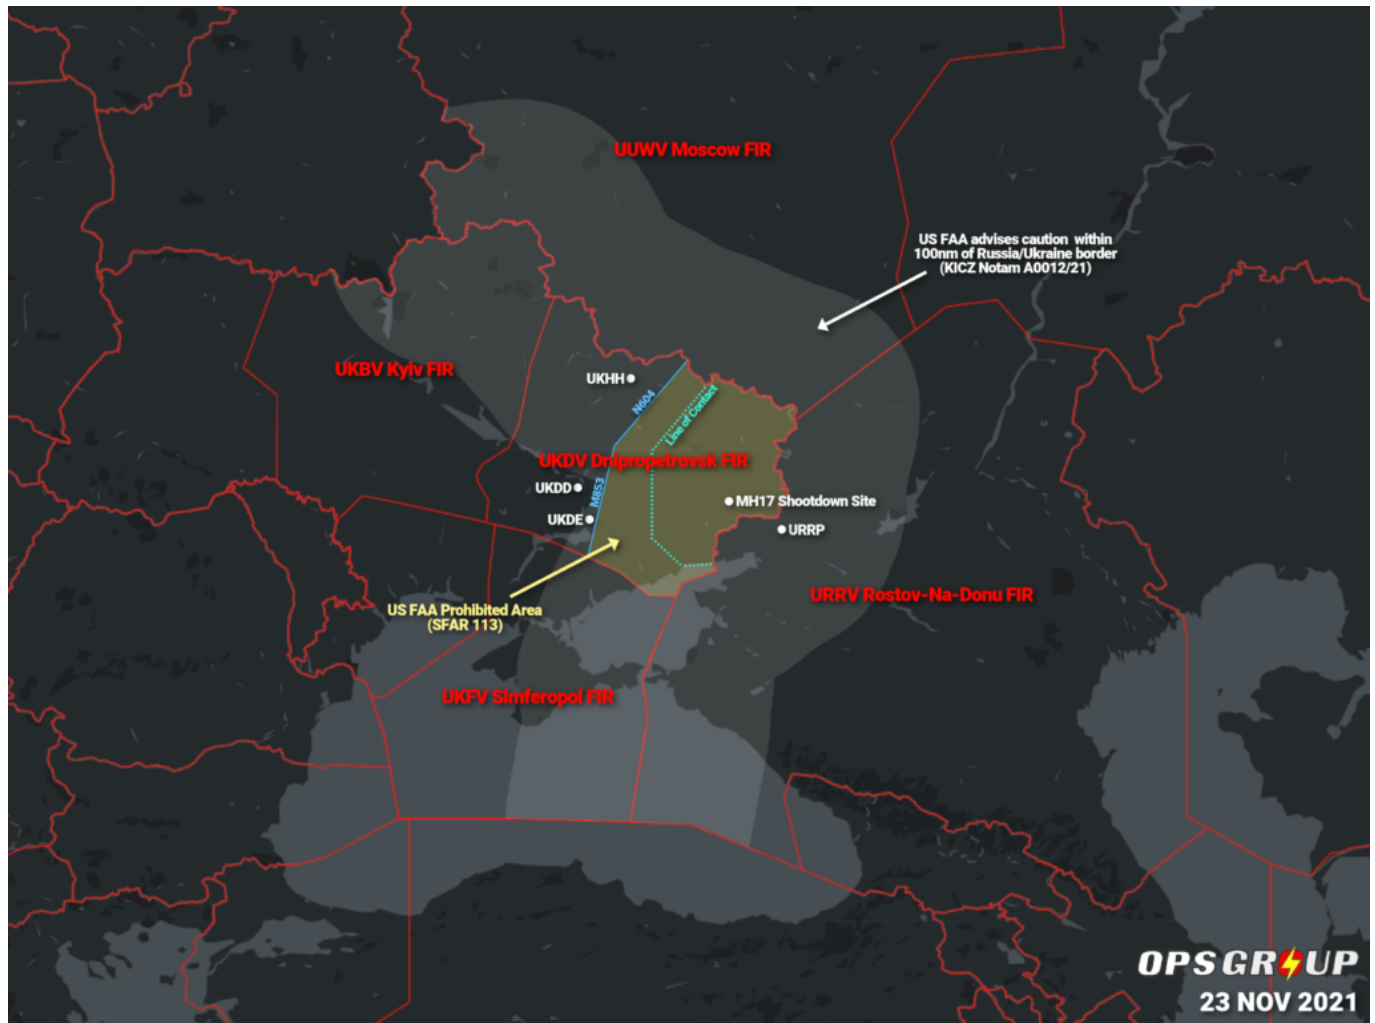 UUWV Moscow FIR
US FAA advises caution within
100nm of Russia/Ukraine border
(KICZ Notam A0012/21)
UKBV Kyiv FIR
UKHH
N604
Line of Contact
UKDV Dnipropetrovsk FIR
UKDD
M853
MH17 Shootdown Site
UKDE
URRP
URRV Rostov-Na-Donu FIR
US FAA Prohibited Area
(SFAR 113)
UKFV Simferopol FIR
OPSGROUP
23 NOV 2021